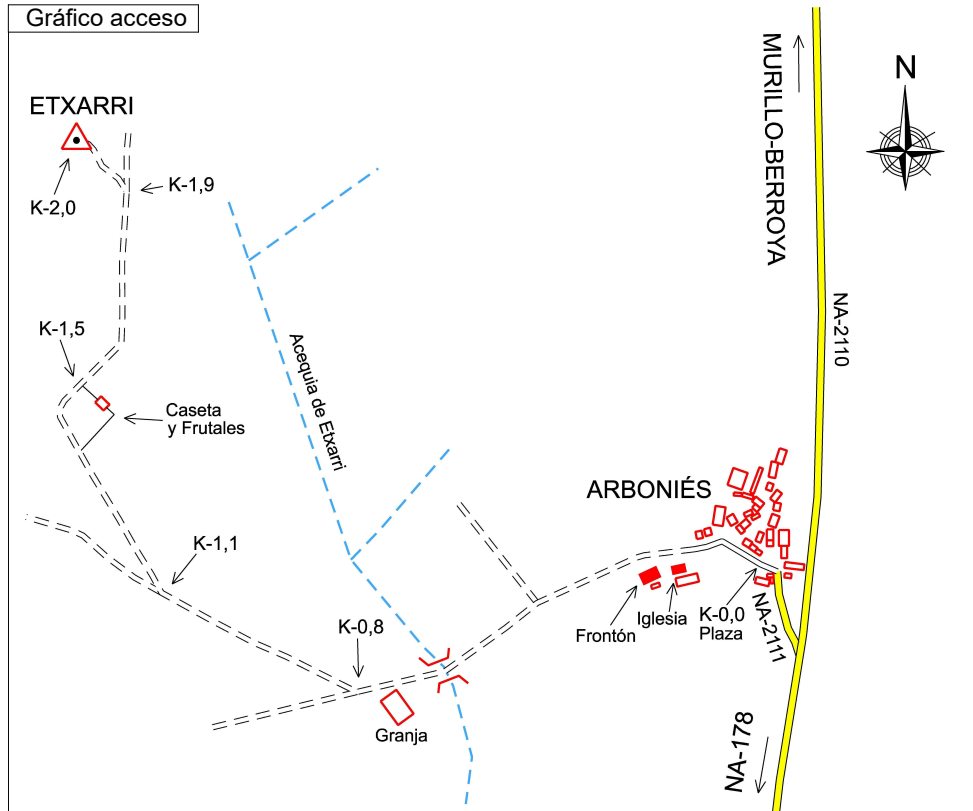 Gráfico acceso
ETXARRI
K-2,0
K-1,9
MURILLO-BERROYA
N
NA-2110
K-1,5
Caseta
y Frutales
Acequia de Etxarri
ARBONIÉS
K-1,1
K-0,8
Granja
Frontón
Iglesia
K-0,0
Plaza
NA-2111
NA-178